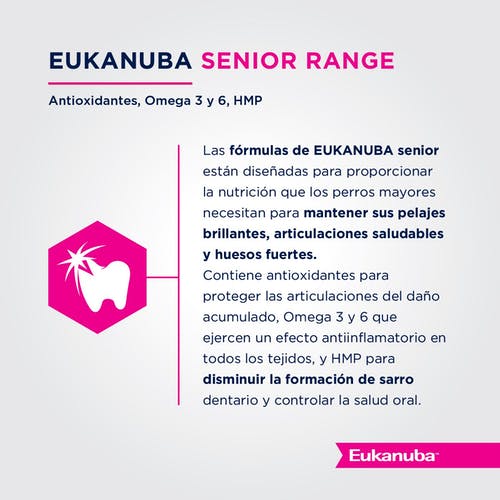 EUKANUBA SENIOR RANGE
Antioxidantes, Omega 3 y 6, HMP
Las fórmulas de EUKANUBA senior
están diseñadas para proporcionar
la nutrición que los perros mayores
necesitan para mantener sus pelajes
brillantes, articulaciones saludables
y huesos fuertes.
Contiene antioxidantes para
proteger las articulaciones del daño
acumulado, Omega 3 y 6 que
ejercen un efecto antiinflamatorio en
todos los tejidos, y HMP para
disminuir la formación de sarro
dentario y controlar la salud oral.
Eukanuba™